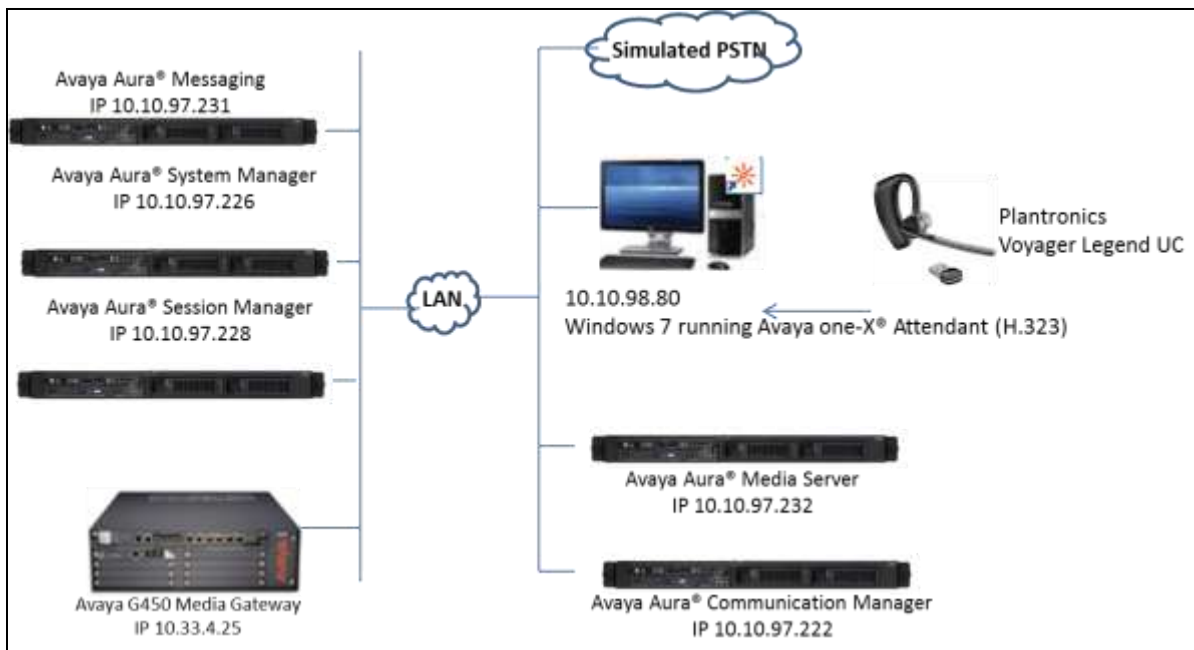 Avaya Aura® Messaging
IP 10.10.97.231
Avaya Aura® System Manager
IP 10.10.97.226
Avaya Aura® Session Manager
IP 10.10.97.228
Avaya G450 Media Gateway
IP 10.33.4.25
LAN
Simulated PSTN
Plantronics
Voyager Legend UC
10.10.98.80
Windows 7 running Avaya one-X® Attendant (H.323)
Avaya Aura® Media Server
IP 10.10.97.232
Avaya Aura® Communication Manager
IP 10.10.97.222